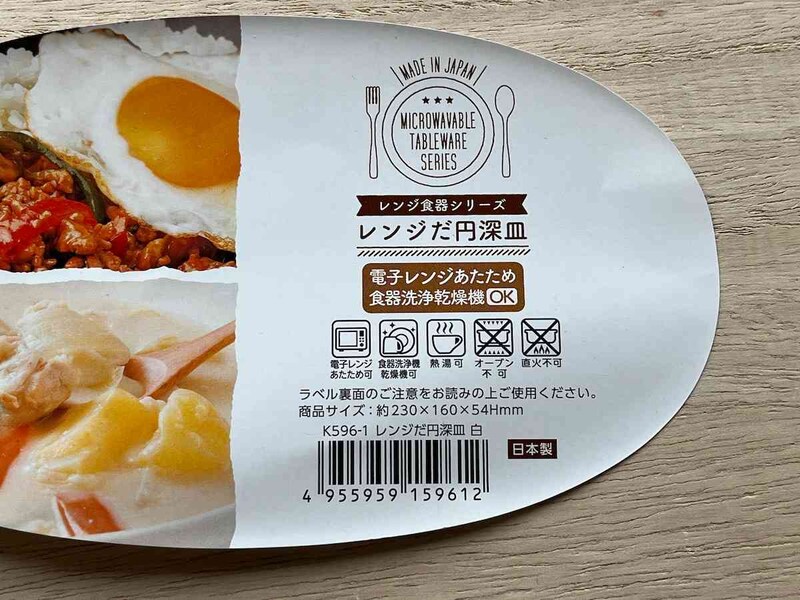 MADE IN JAPAN
MICROWAVABLE
TABLEWARE
SERIES
レンジ食器シリーズ
レンジだ円深皿
電子レンジあたため
食器洗浄乾燥機OK
電子レンジ
あたため可
食器洗浄機
乾燥機可
熱湯可
オーブン
不可
直火不可
ラベル裏面のご注意をお読みの上ご使用ください。
商品サイズ:約230×160×54Hmm
K596-1 レンジだ円深皿 白
日本製
4 955959 159612